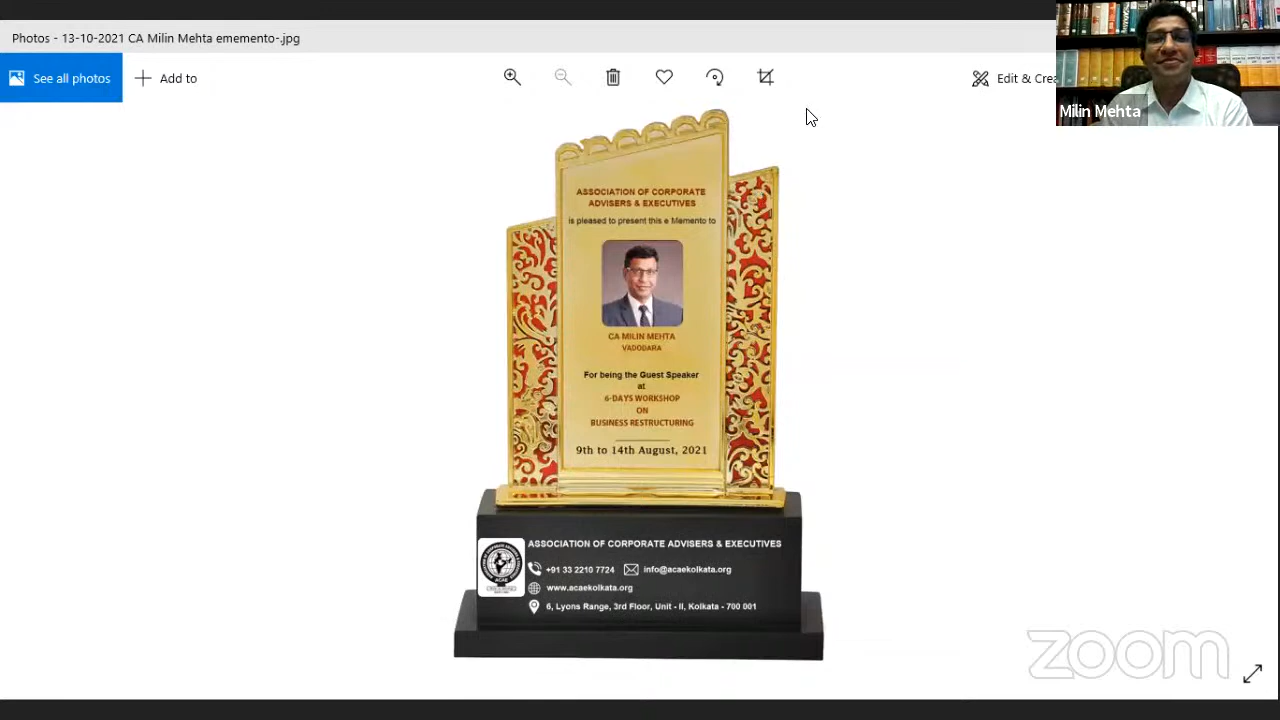 Photos - 13-10-2021 CA Milin Mehta ememento-.jpg
See all photos
Add to
Edit & Crea
Milin Mehta
ASSOCIATION OF CORPORATE
ADVISERS & EXECUTIVES
is pleased to present this e Memento to
CA MILIN MEHTA
VADODARA
For being the Guest Speaker
at
6-DAYS WORKSHOP
ON
BUSINESS RESTRUCTURING
9th to 14th August, 2021
ASSOCIATION OF CORPORATE ADVISERS & EXECUTIVES
ACAE
+91 33 2210 7724 info@acaekolkata.org
www.acaekolkata.org
6, Lyons Range, 3rd Floor, Unit - II, Kolkata - 700 001
zoom